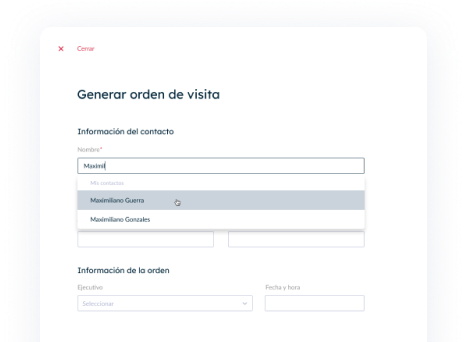 × Cerrar
Generar orden de visita
Información del contacto
Nombre*
Maximil
Mis contactos
Maximiliano Guerra
Maximiliano Gonzales
Información de la orden
Ejecutivo Fecha y hora
Seleccionar